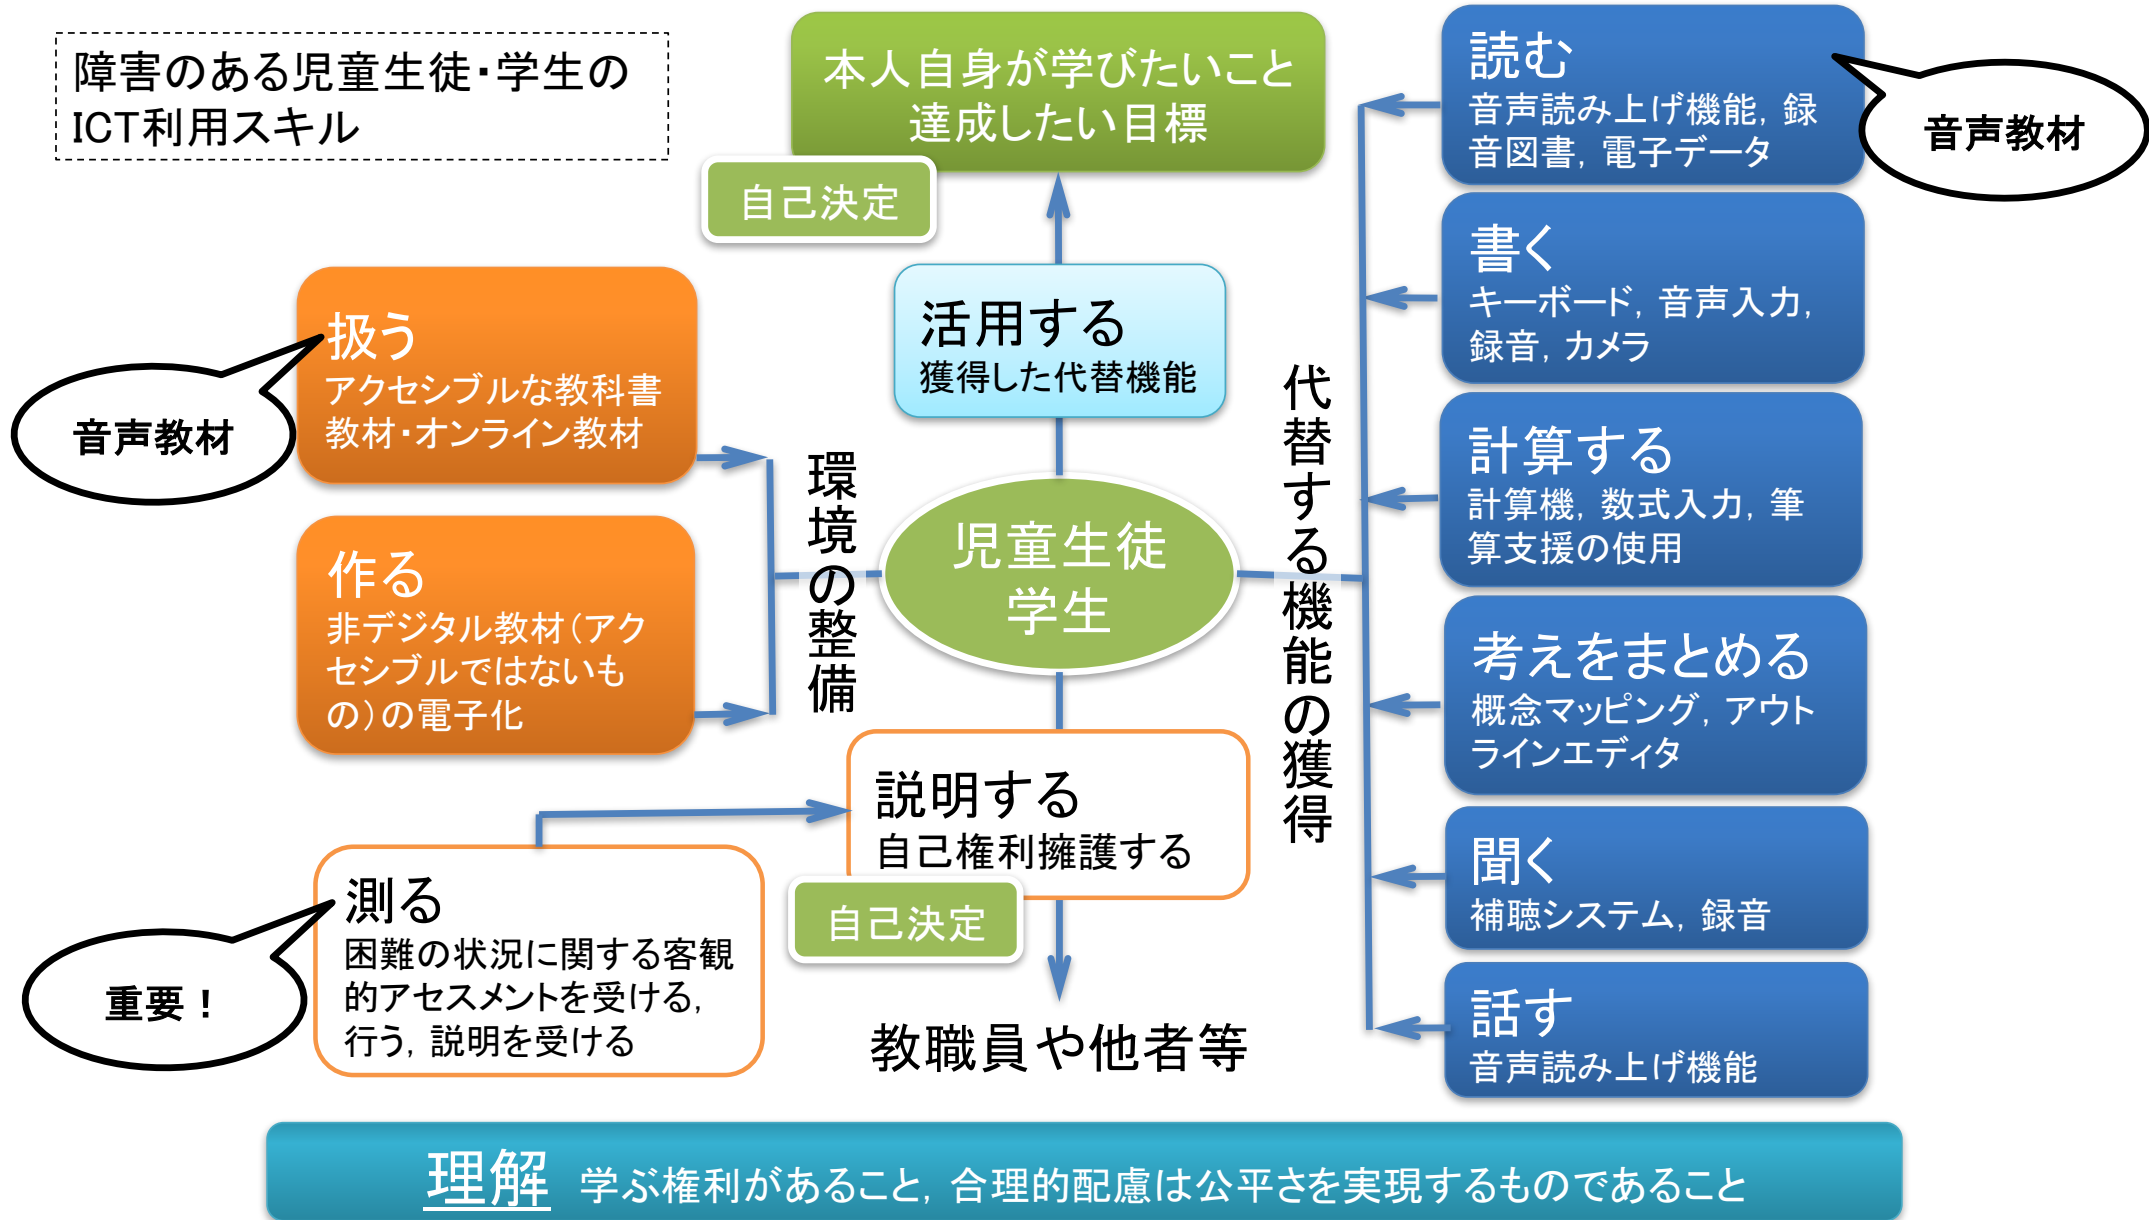 障害のある児童生徒・学生の
ICT利用スキル
本人自身が学びたいこと
達成したい目標
自己決定
活用する
獲得した代替機能
児童生徒
学生
環境の整備
扱う
アクセシブルな教科書
教材・オンライン教材
音声教材
作る
非デジタル教材（アク
セシブルではないも
の）の電子化
説明する
自己権利擁護する
自己決定
教職員や他者等
測る
困難の状況に関する客観
的アセスメントを受ける，
行う，説明を受ける
重要！
代替する機能の獲得
読む
音声読み上げ機能，録
音図書，電子データ
音声教材
書く
キーボード，音声入力，
録音，カメラ
計算する
計算機，数式入力，筆
算支援の使用
考えをまとめる
概念マッピング，アウト
ラインエディタ
聞く
補聴システム，録音
話す
音声読み上げ機能
理解 学ぶ権利があること，合理的配慮は公平さを実現するものであること